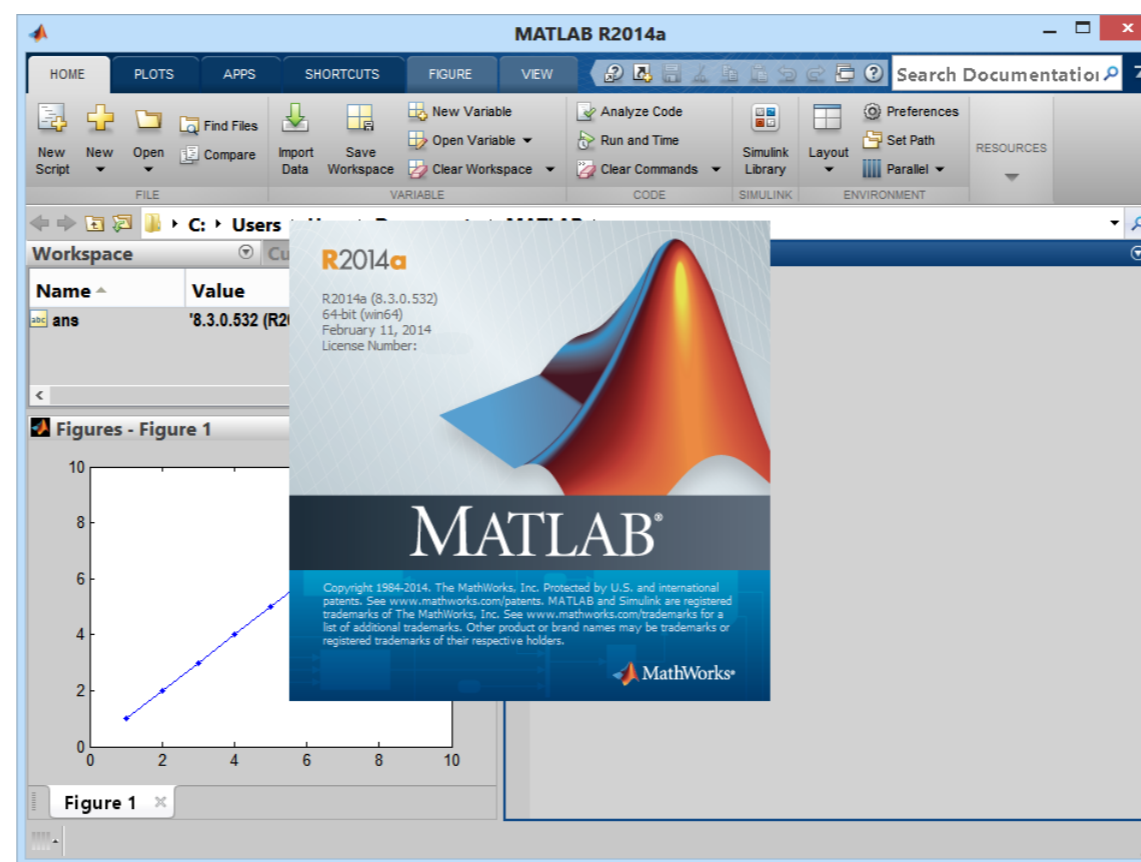 MATLAB R2014a
HOME PLOTS APPS SHORTCUTS FIGURE VIEW
New Script
New
Open
Find Files
Compare
FILE
Import Data
Save Workspace
New Variable
Open Variable
Clear Workspace
VARIABLE
Analyze Code
Run and Time
Clear Commands
CODE
Simulink Library
SIMULINK
Layout
Preferences
Set Path
Parallel
ENVIRONMENT
RESOURCES
C: Users
Workspace
Name Value
abc ans '8.3.0.532 (R20
Figures - Figure 1
10
8
6
4
2
0
0 2 4 6 8 10
Figure 1
R2014a
R2014a (8.3.0.532)
64-bit (win64)
February 11, 2014
License Number:
MATLAB®
Copyright 1984-2014. The MathWorks, Inc. Protected by U.S. and international
patents. See www.mathworks.com/patents. MATLAB and Simulink are registered
trademarks of The MathWorks, Inc. See www.mathworks.com/trademarks for a
list of additional trademarks. Other product or brand names may be trademarks or
registered trademarks of their respective holders.
MathWorks®